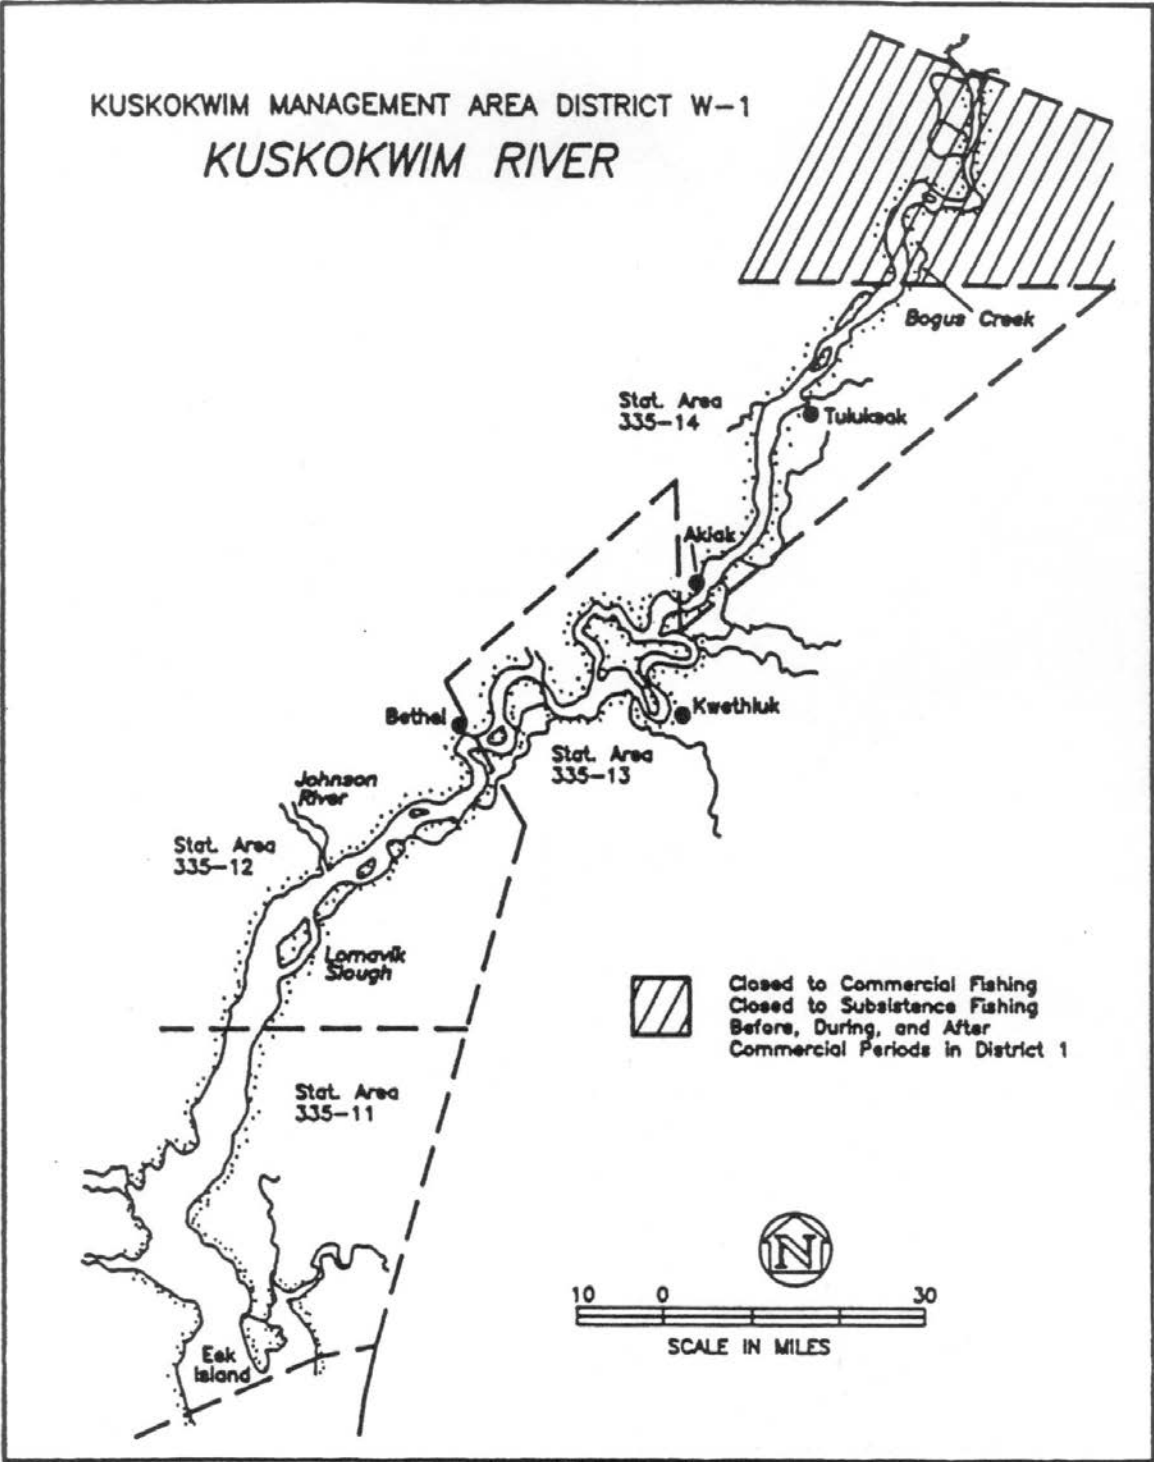 KUSKOKWIM MANAGEMENT AREA DISTRICT W-1
KUSKOKWIM RIVER
Bogus Creek
Stat. Area
335-14
Tuluksak
Akiak
Kwethluk
Bethel
Stat. Area
335-13
Johnson
River
Stat. Area
335-12
Lomavik
Slough
Closed to Commercial Fishing
Closed to Subsistence Fishing
Before, During, and After
Commercial Periods in District 1
Stat. Area
335-11
N
10 0 30
SCALE IN MILES
Eek
Island